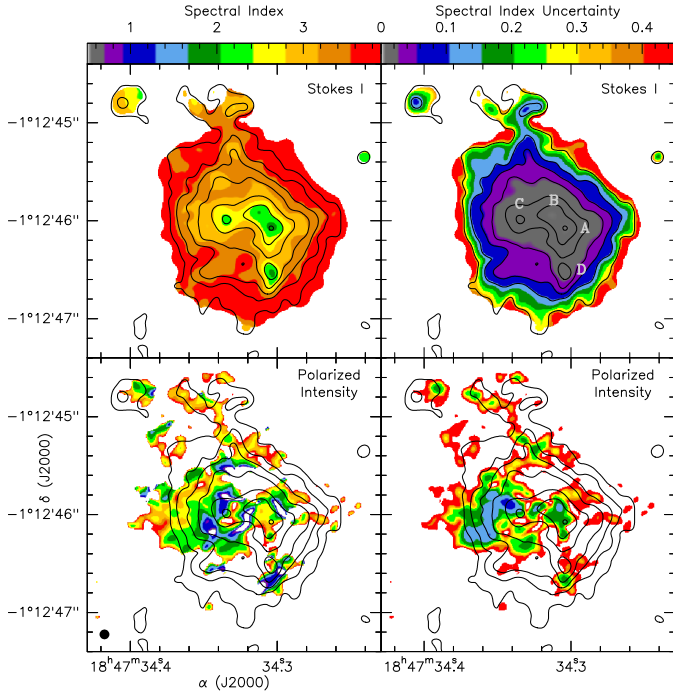 Spectral Index
Spectral Index Uncertainty
1 2 3
0 0.1 0.2 0.3 0.4
Stokes I
Stokes I
−1°12'45"
−1°12'46"
−1°12'47"
C
B
A
D
Polarized
Intensity
Polarized
Intensity
−1°12'45"
−1°12'46"
−1°12'47"
δ (J2000)
18ʰ47ᵐ34ˢ.4
34ˢ.3
18ʰ47ᵐ34ˢ.4
34ˢ.3
α (J2000)